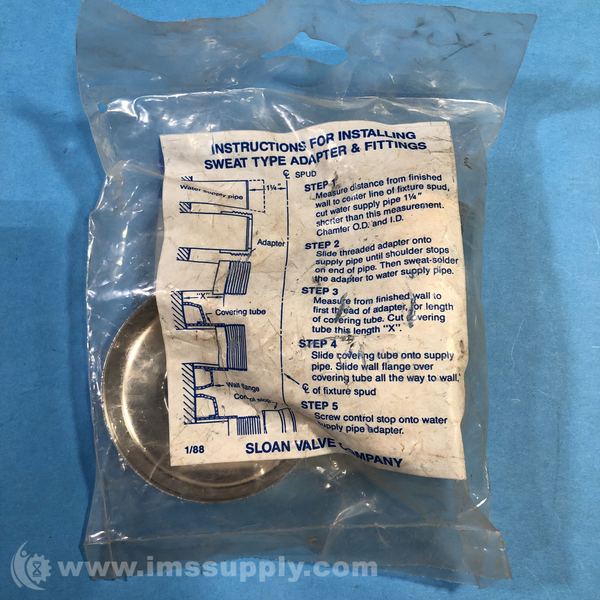 INSTRUCTIONS FOR INSTALLING
SWEAT TYPE ADAPTER & FITTINGS
℄ SPUD
Water supply pipe
1¼"
Adapter
"X"
Covering tube
Wall flange
Control stop
℄ of fixture spud
STEP 1
Measure distance from finished
wall to center line of fixture spud,
cut water supply pipe 1¼"
shorter than this measurement.
Chamfer O.D. and I.D.
STEP 2
Slide threaded adapter onto
supply pipe until shoulder stops
on end of pipe. Then sweat-solder
the adapter to water supply pipe.
STEP 3
Measure from finished wall to
first thread of adapter, for length
of covering tube. Cut covering
tube this length "X".
STEP 4
Slide covering tube onto supply
pipe. Slide wall flange over
covering tube all the way to wall.
STEP 5
Screw control stop onto water
supply pipe adapter.
1/88
SLOAN VALVE COMPANY
www.imssupply.com